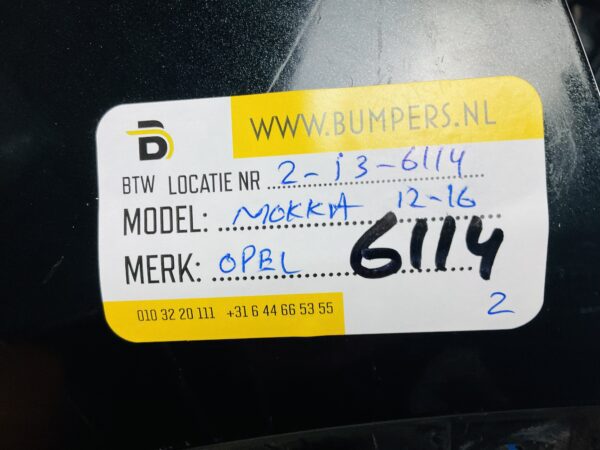 WWW.BUMPERS.NL
B
BTW LOCATIE NR 2-i3-6114
MODEL: MOKKA 12-16
MERK: OPEL 6114
010 32 20 111 +31 6 44 66 53 55
2